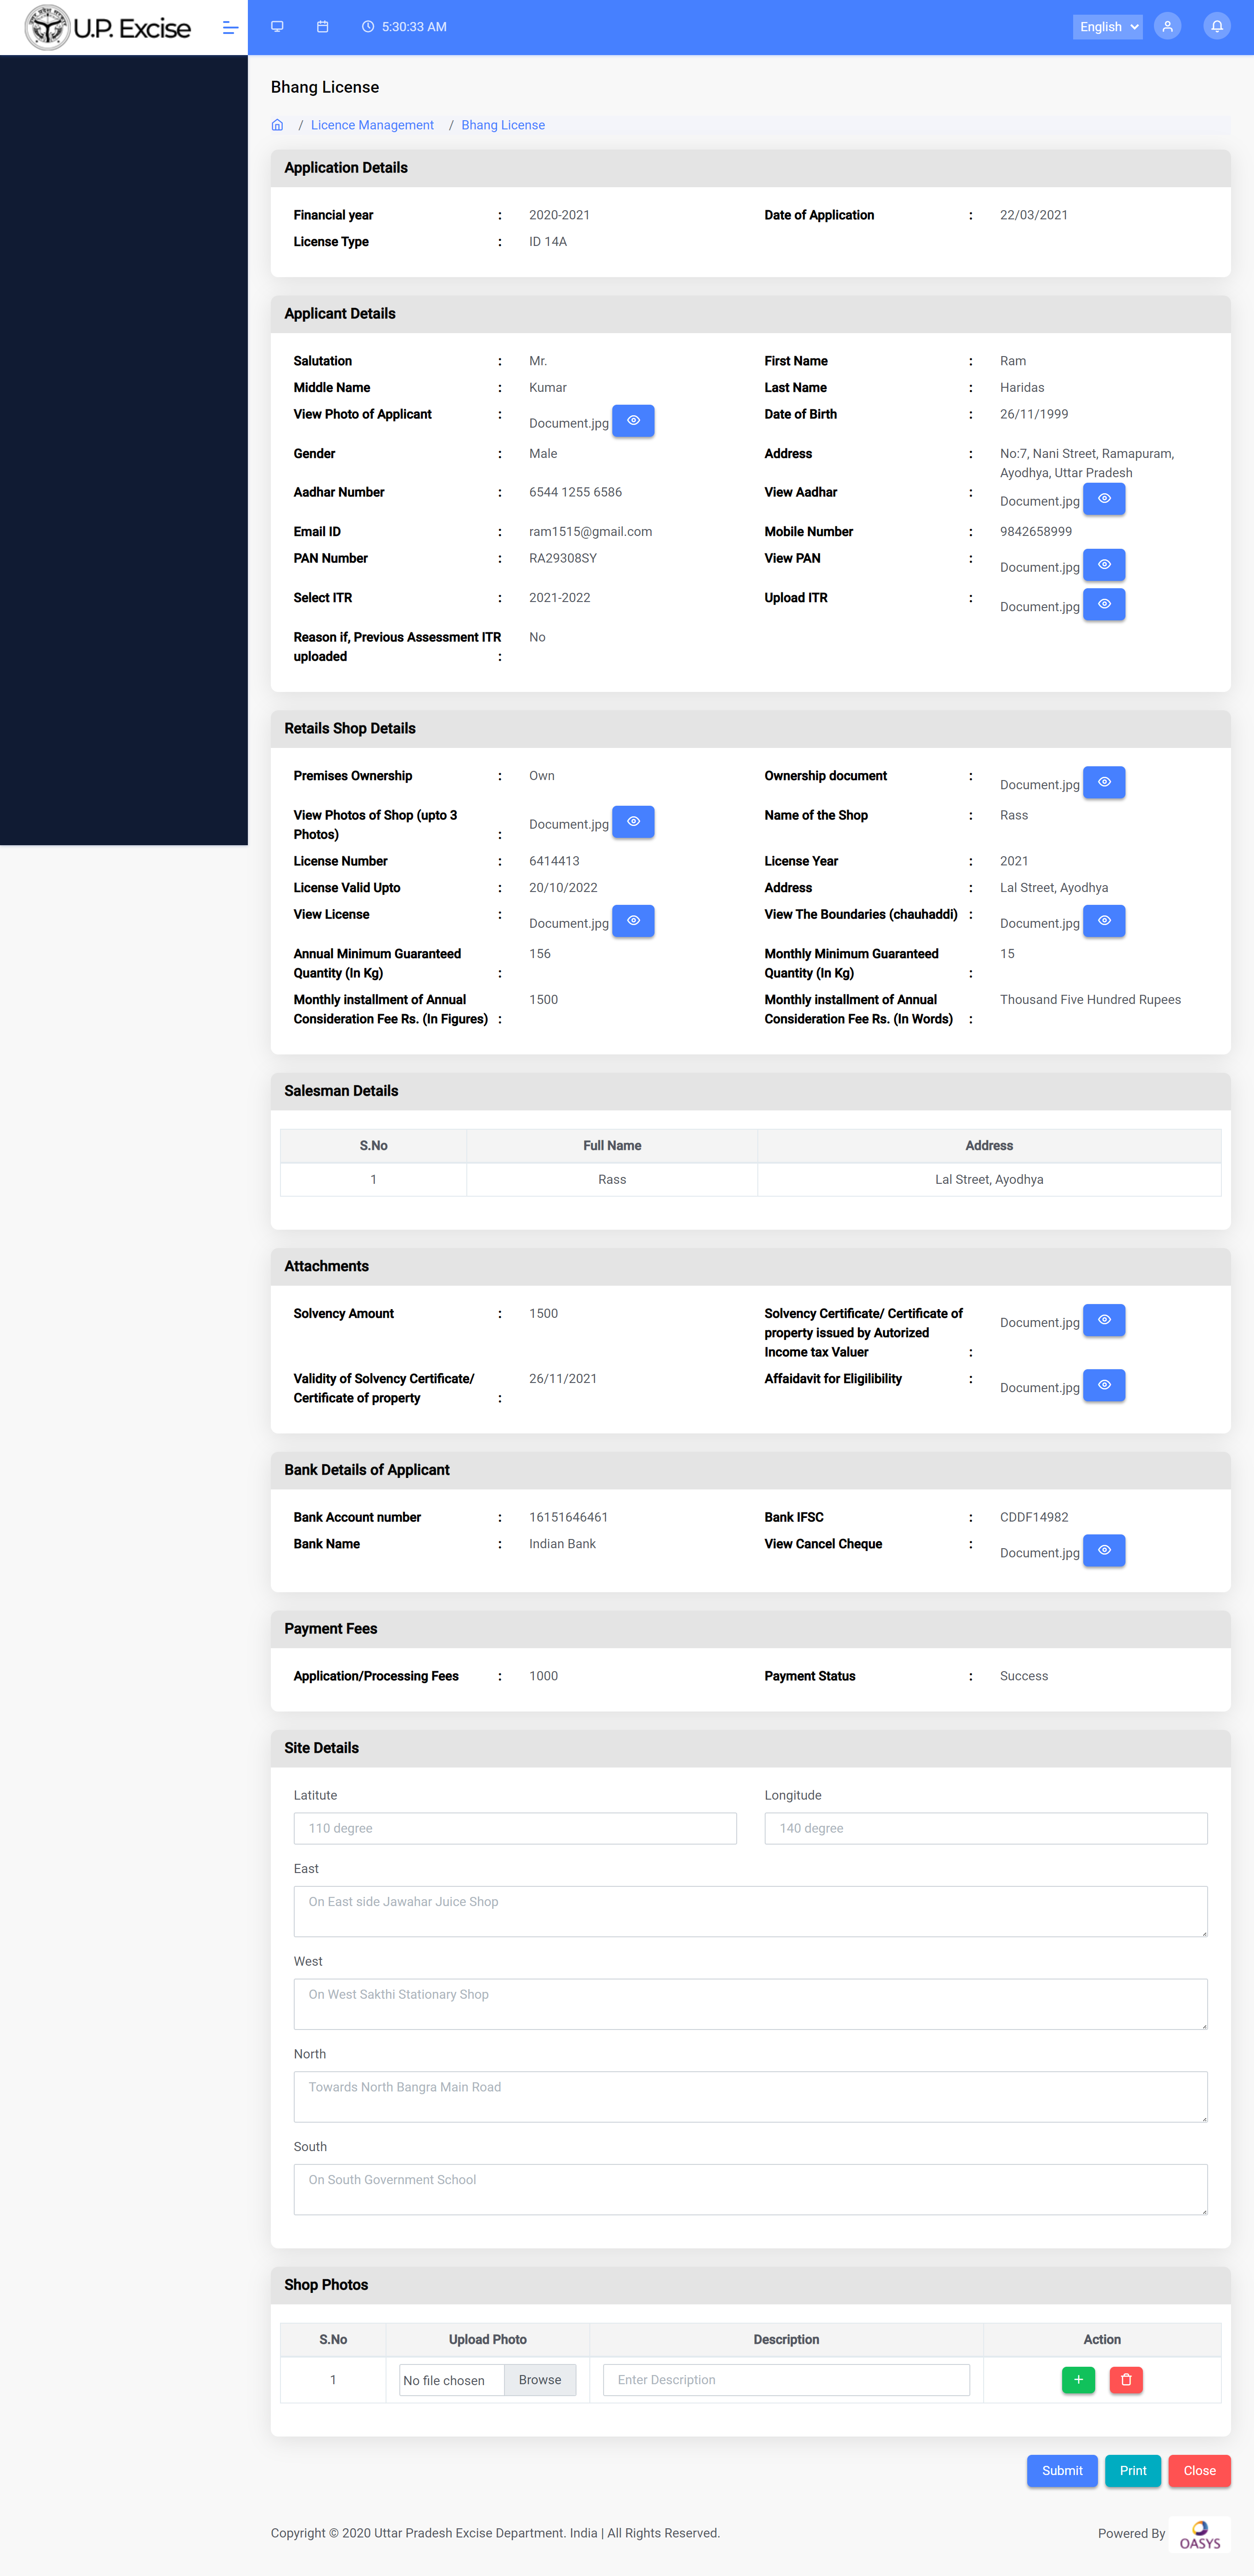 U.P. Excise
5:30:33 AM
English
Bhang License
/ Licence Management / Bhang License
Application Details
Financial year : 2020-2021 Date of Application : 22/03/2021
License Type : ID 14A
Applicant Details
Salutation : Mr. First Name : Ram
Middle Name : Kumar Last Name : Haridas
View Photo of Applicant : Document.jpg Date of Birth : 26/11/1999
Gender : Male Address : No:7, Nani Street, Ramapuram,
Ayodhya, Uttar Pradesh
Aadhar Number : 6544 1255 6586 View Aadhar : Document.jpg
Email ID : ram1515@gmail.com Mobile Number : 9842658999
PAN Number : RA29308SY View PAN : Document.jpg
Select ITR : 2021-2022 Upload ITR : Document.jpg
Reason if, Previous Assessment ITR No
uploaded :
Retails Shop Details
Premises Ownership : Own Ownership document : Document.jpg
View Photos of Shop (upto 3 Document.jpg Name of the Shop : Rass
Photos) :
License Number : 6414413 License Year : 2021
License Valid Upto : 20/10/2022 Address : Lal Street, Ayodhya
View License : Document.jpg View The Boundaries (chauhaddi) : Document.jpg
Annual Minimum Guaranteed 156 Monthly Minimum Guaranteed 15
Quantity (In Kg) : Quantity (In Kg) :
Monthly installment of Annual 1500 Monthly installment of Annual Thousand Five Hundred Rupees
Consideration Fee Rs. (In Figures) : Consideration Fee Rs. (In Words) :
Salesman Details
S.No Full Name Address
1 Rass Lal Street, Ayodhya
Attachments
Solvency Amount : 1500 Solvency Certificate/ Certificate of Document.jpg
property issued by Autorized
Income tax Valuer :
Validity of Solvency Certificate/ 26/11/2021 Affaidavit for Eligilibility : Document.jpg
Certificate of property :
Bank Details of Applicant
Bank Account number : 16151646461 Bank IFSC : CDDF14982
Bank Name : Indian Bank View Cancel Cheque : Document.jpg
Payment Fees
Application/Processing Fees : 1000 Payment Status : Success
Site Details
Latitute Longitude
110 degree 140 degree
East
On East side Jawahar Juice Shop
West
On West Sakthi Stationary Shop
North
Towards North Bangra Main Road
South
On South Government School
Shop Photos
S.No Upload Photo Description Action
1 No file chosen Browse Enter Description +
Submit Print Close
Copyright © 2020 Uttar Pradesh Excise Department. India | All Rights Reserved. Powered By OASYS